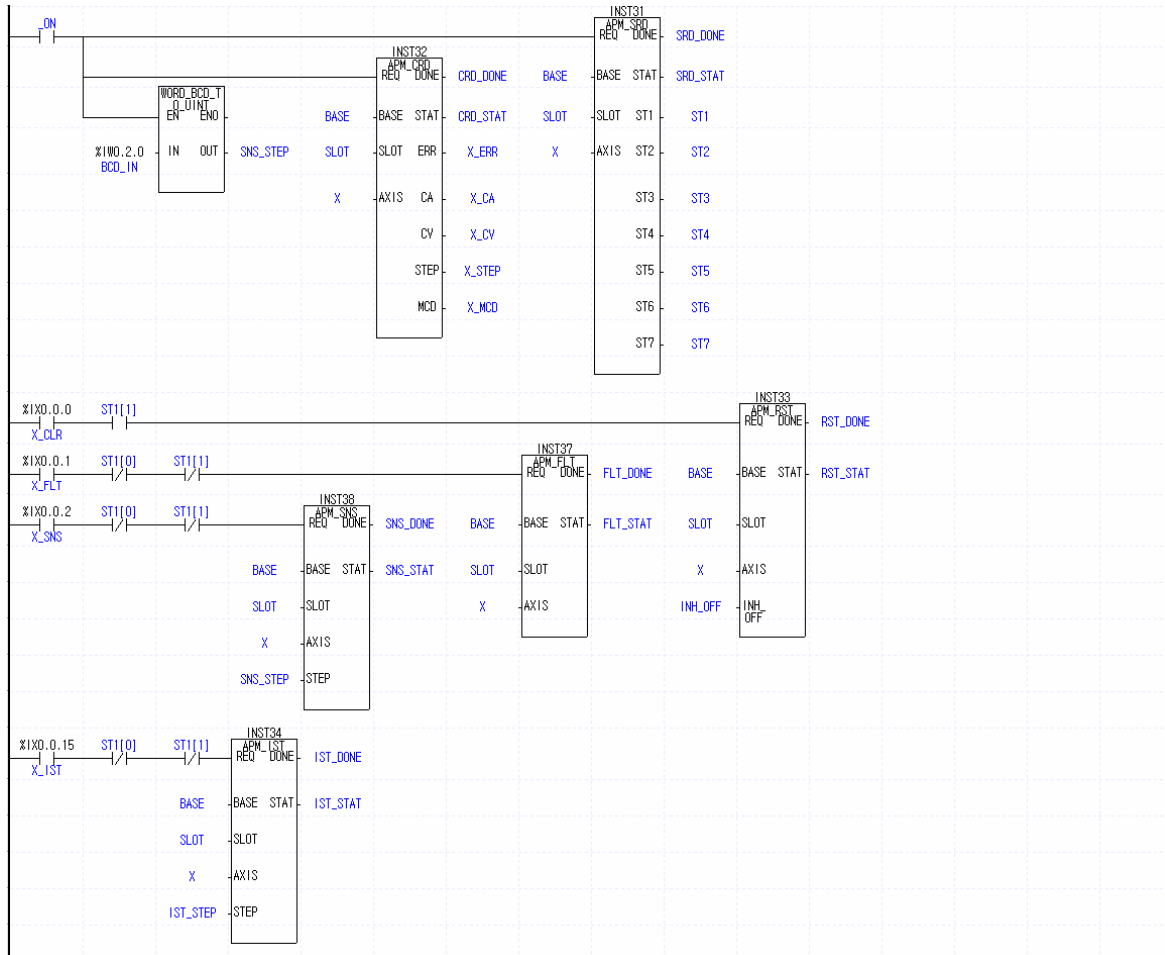 INST31
_ON APM_SRD
REQ DONE SRD_DONE
INST32
APM_CRD
REQ DONE CRD_DONE BASE BASE STAT SRD_STAT
WORD_BCD_T
O_UINT
EN ENO BASE BASE STAT CRD_STAT SLOT SLOT ST1 ST1
%IW0.2.0 IN OUT SNS_STEP SLOT SLOT ERR X_ERR X AXIS ST2 ST2
BCD_IN
X AXIS CA X_CA ST3 ST3
CV X_CV ST4 ST4
STEP X_STEP ST5 ST5
MCD X_MCD ST6 ST6
ST7 ST7
INST33
%IX0.0.0 ST1[1] APM_RST
REQ DONE RST_DONE
X_CLR
INST37
%IX0.0.1 ST1[0] ST1[1] APM_FLT
REQ DONE FLT_DONE BASE BASE STAT RST_STAT
X_FLT
INST38
%IX0.0.2 ST1[0] ST1[1] APM_SNS
REQ DONE SNS_DONE BASE BASE STAT FLT_STAT SLOT SLOT
X_SNS
BASE BASE STAT SNS_STAT SLOT SLOT X AXIS
SLOT SLOT X AXIS INH_OFF INH_
OFF
X AXIS
SNS_STEP STEP
INST34
%IX0.0.15 ST1[0] ST1[1] APM_IST
REQ DONE IST_DONE
X_IST
BASE BASE STAT IST_STAT
SLOT SLOT
X AXIS
IST_STEP STEP